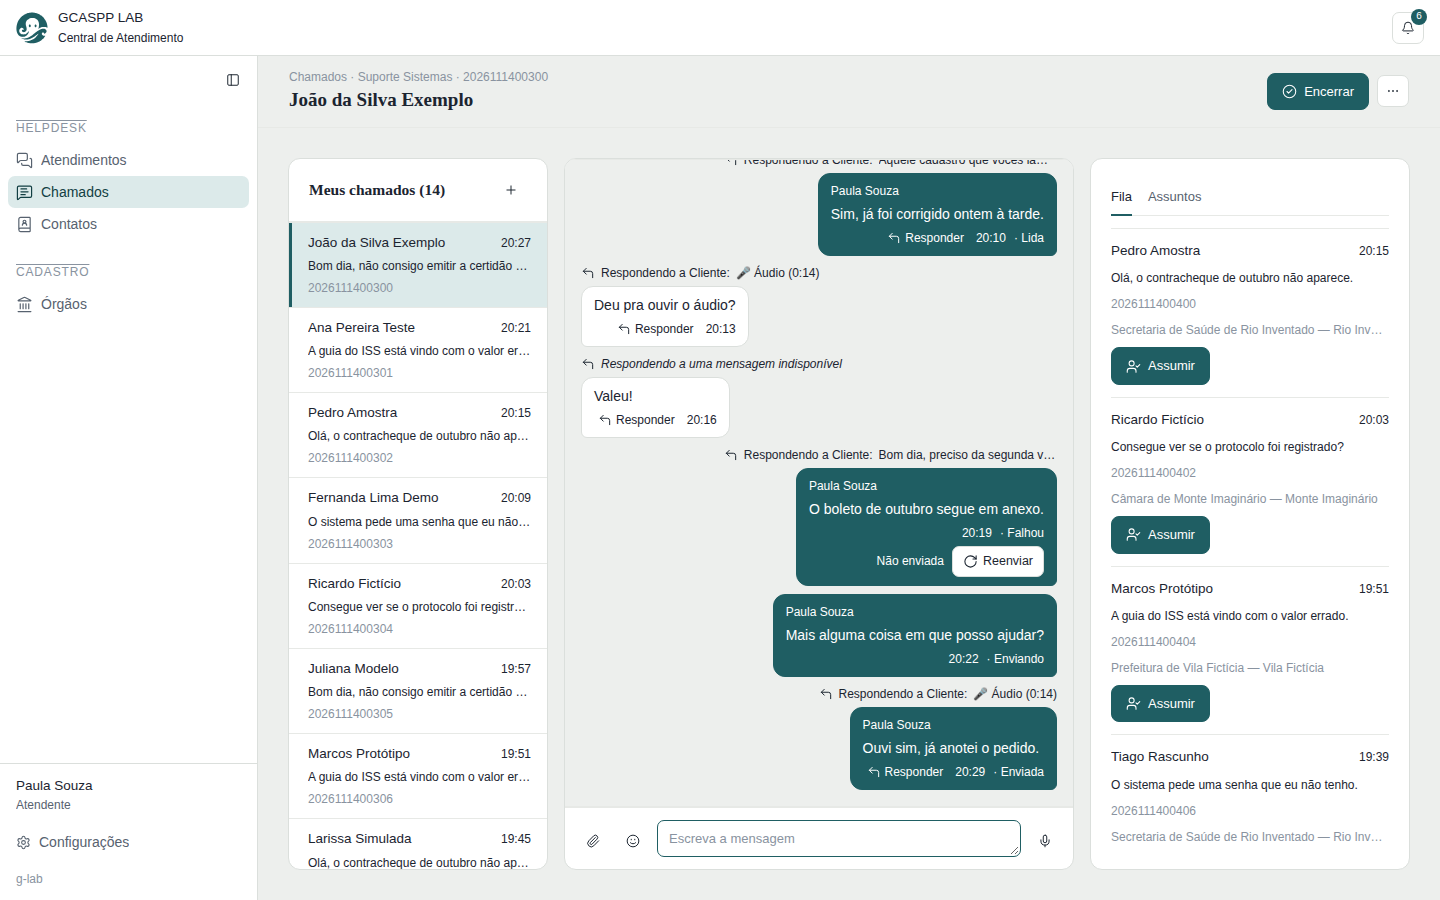 GCASPP LAB
Central de Atendimento
6
HELPDESK
Atendimentos
Chamados
Contatos
CADASTRO
Órgãos
Paula Souza
Atendente
Configurações
g-lab
Chamados · Suporte Sistemas · 2026111400300
João da Silva Exemplo
Encerrar
Meus chamados (14)
João da Silva Exemplo 20:27
Bom dia, não consigo emitir a certidão …
2026111400300
Ana Pereira Teste 20:21
A guia do ISS está vindo com o valor er…
2026111400301
Pedro Amostra 20:15
Olá, o contracheque de outubro não ap…
2026111400302
Fernanda Lima Demo 20:09
O sistema pede uma senha que eu não…
2026111400303
Ricardo Fictício 20:03
Consegue ver se o protocolo foi registr…
2026111400304
Juliana Modelo 19:57
Bom dia, não consigo emitir a certidão …
2026111400305
Marcos Protótipo 19:51
A guia do ISS está vindo com o valor er…
2026111400306
Larissa Simulada 19:45
Olá, o contracheque de outubro não ap…
Respondendo a Cliente: Aquele cadastro que vocês la…
Paula Souza
Sim, já foi corrigido ontem à tarde.
Responder 20:10 · Lida
Respondendo a Cliente: 🎤 Áudio (0:14)
Deu pra ouvir o áudio?
Responder 20:13
Respondendo a uma mensagem indisponível
Valeu!
Responder 20:16
Respondendo a Cliente: Bom dia, preciso da segunda v…
Paula Souza
O boleto de outubro segue em anexo.
20:19 · Falhou
Não enviada Reenviar
Paula Souza
Mais alguma coisa em que posso ajudar?
20:22 · Enviando
Respondendo a Cliente: 🎤 Áudio (0:14)
Paula Souza
Ouvi sim, já anotei o pedido.
Responder 20:29 · Enviada
Escreva a mensagem
Fila Assuntos
Pedro Amostra 20:15
Olá, o contracheque de outubro não aparece.
2026111400400
Secretaria de Saúde de Rio Inventado — Rio Inv…
Assumir
Ricardo Fictício 20:03
Consegue ver se o protocolo foi registrado?
2026111400402
Câmara de Monte Imaginário — Monte Imaginário
Assumir
Marcos Protótipo 19:51
A guia do ISS está vindo com o valor errado.
2026111400404
Prefeitura de Vila Fictícia — Vila Fictícia
Assumir
Tiago Rascunho 19:39
O sistema pede uma senha que eu não tenho.
2026111400406
Secretaria de Saúde de Rio Inventado — Rio Inv…